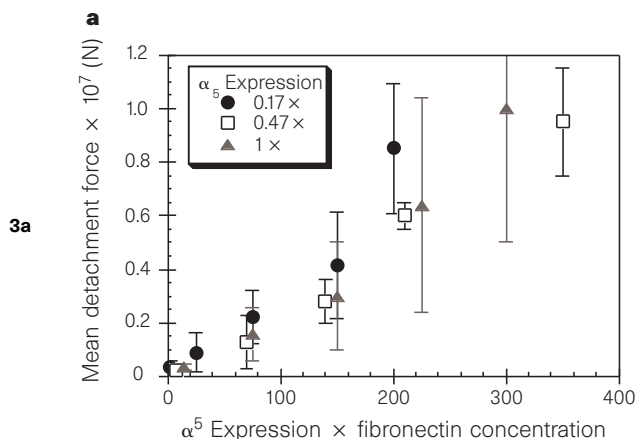 a
3a
Mean detachment force × 10⁷ (N)
1.2
1.0
0.8
0.6
0.4
0.2
0
α₅ Expression
0.17×
0.47×
1×
0 100 200 300 400
α⁵ Expression × fibronectin concentration